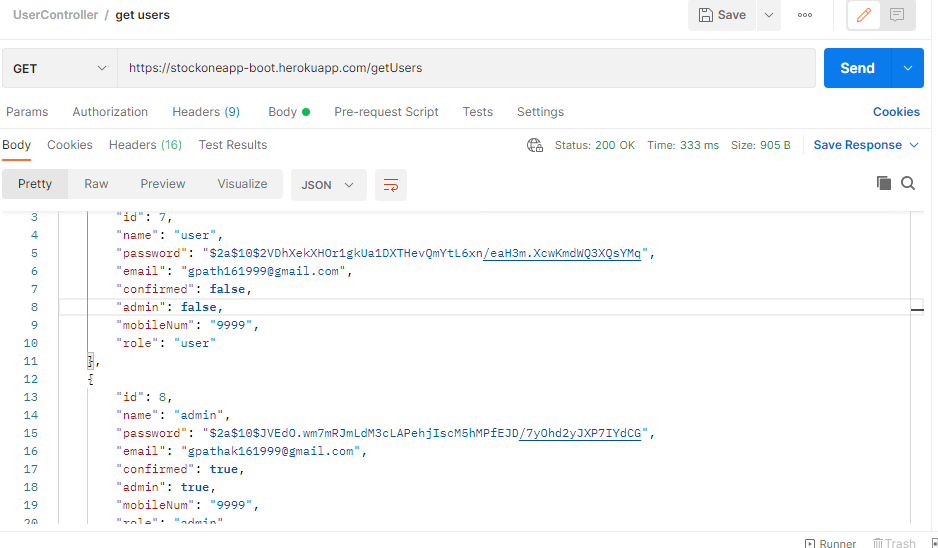 UserController / get users
Save
GET
https://stockoneapp-boot.herokuapp.com/getUsers
Send
Params Authorization Headers (9) Body Pre-request Script Tests Settings Cookies
Body Cookies Headers (16) Test Results Status: 200 OK Time: 333 ms Size: 905 B Save Response
Pretty Raw Preview Visualize JSON
3 "id": 7,
4 "name": "user",
5 "password": "$2a$10$2VDhXekXHOr1gkUa1DXTHevQmYtL6xn/eaH3m.XcwKmdWQ3XQsYMq",
6 "email": "gpath161999@gmail.com",
7 "confirmed": false,
8 "admin": false,
9 "mobileNum": "9999",
10 "role": "user"
11 },
12 {
13 "id": 8,
14 "name": "admin",
15 "password": "$2a$10$JVEdO.wm7mRJmLdM3cLAPehjIscM5hMPfEJD/7yOhd2yJXP7IYdCG",
16 "email": "gpathak161999@gmail.com",
17 "confirmed": true,
18 "admin": true,
19 "mobileNum": "9999",
20 "role": "admin"
Runner Trash